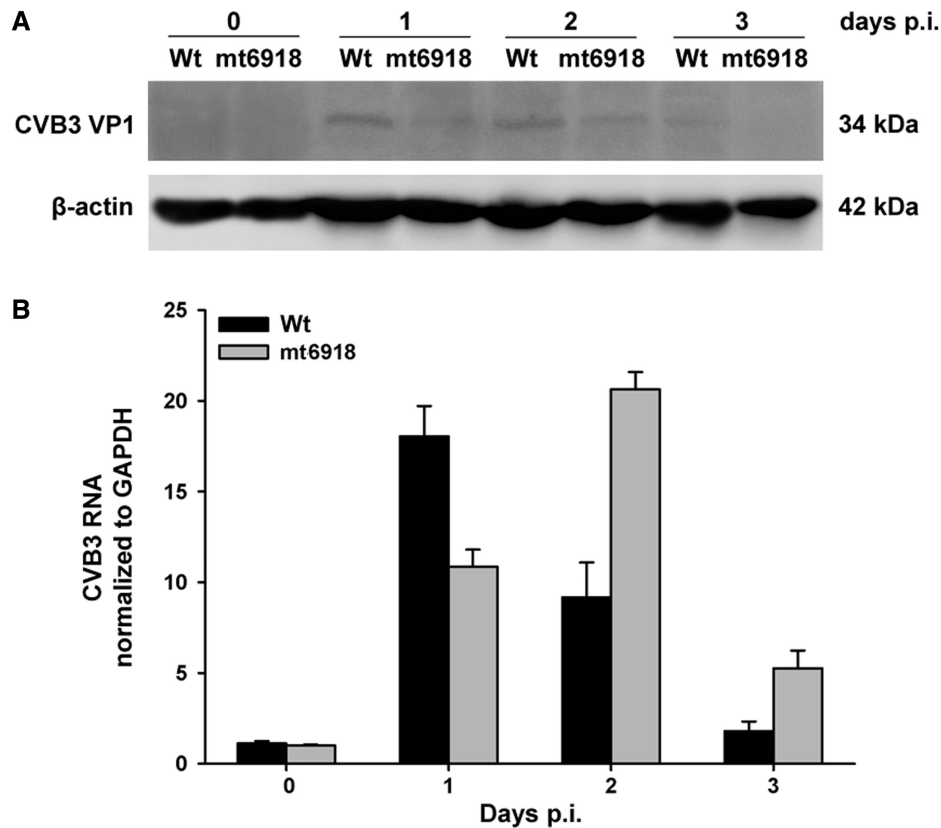 A
0 1 2 3 days p.i.
Wt mt6918 Wt mt6918 Wt mt6918 Wt mt6918
CVB3 VP1 34 kDa
β-actin 42 kDa
B
Wt
mt6918
25
20
15
10
5
0
CVB3 RNA
normalized to GAPDH
0 1 2 3
Days p.i.